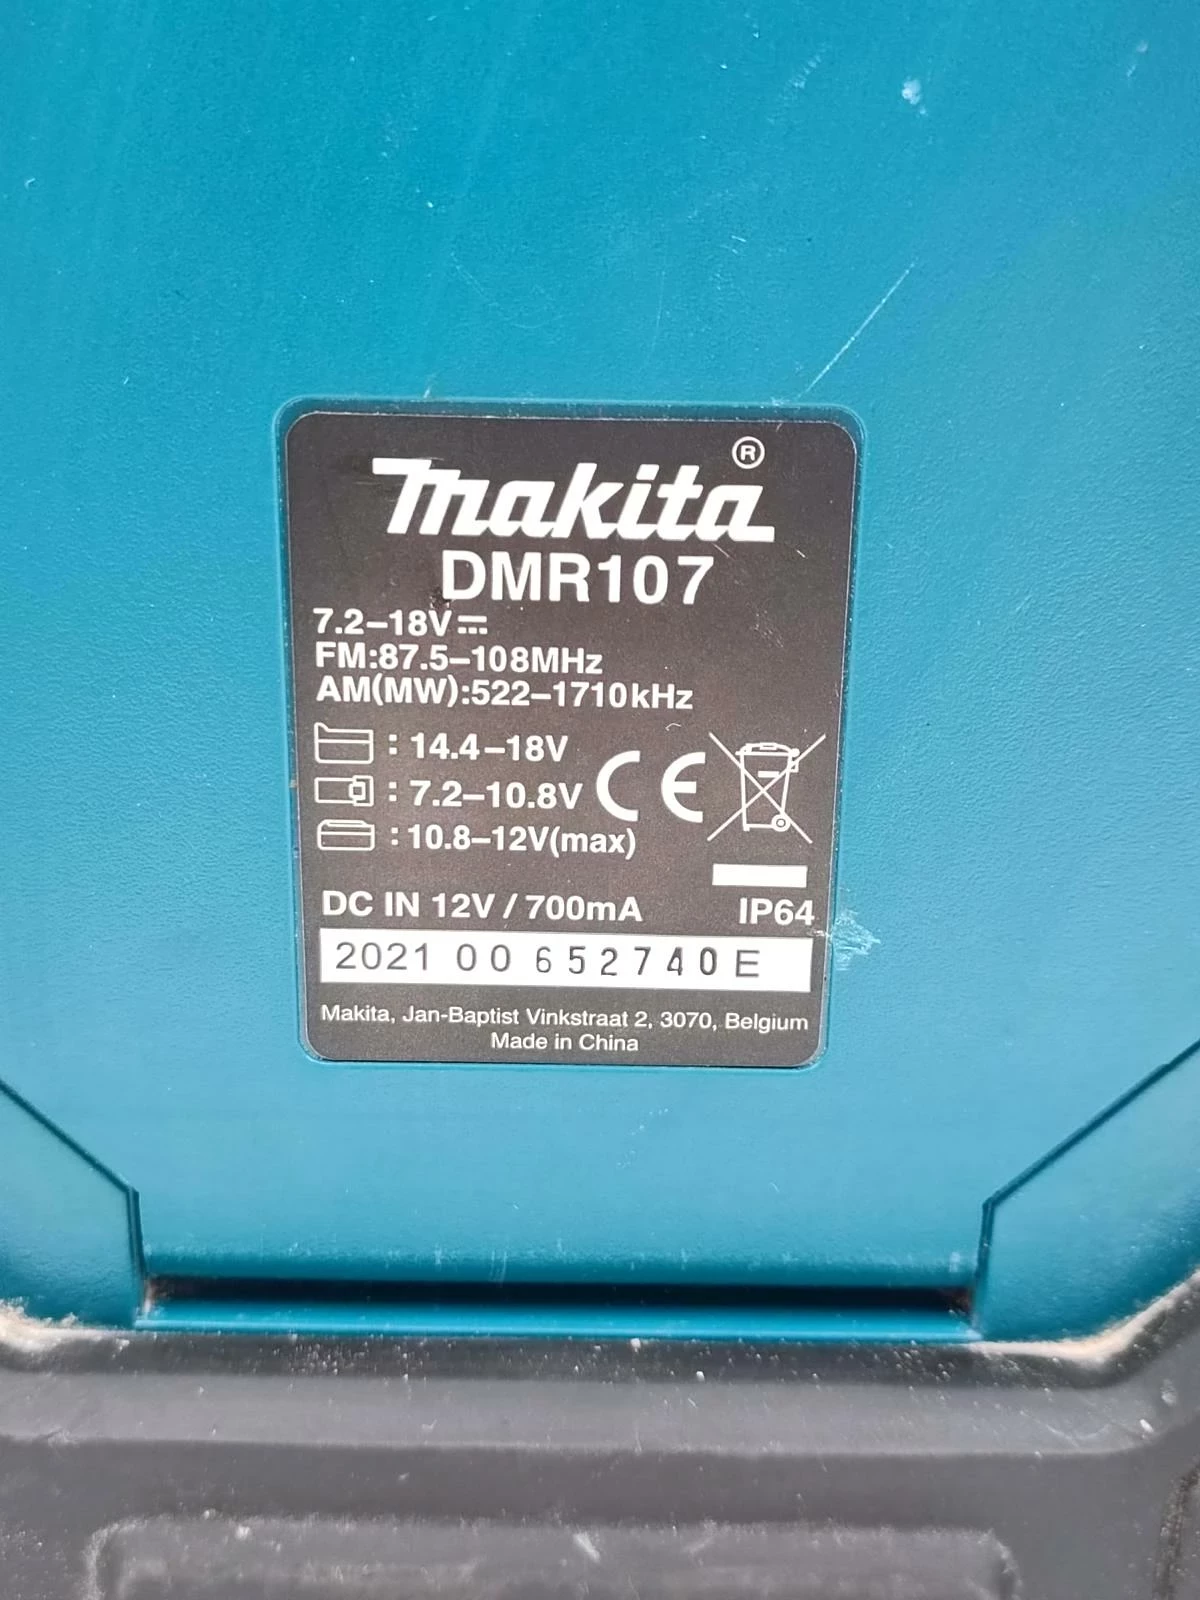 makita®
DMR107
7.2–18V⎓
FM:87.5–108MHz
AM(MW):522–1710kHz
: 14.4–18V
: 7.2–10.8V CE
: 10.8–12V(max)
DC IN 12V / 700mA IP64
2021 00 652740 E
Makita, Jan-Baptist Vinkstraat 2, 3070, Belgium
Made in China